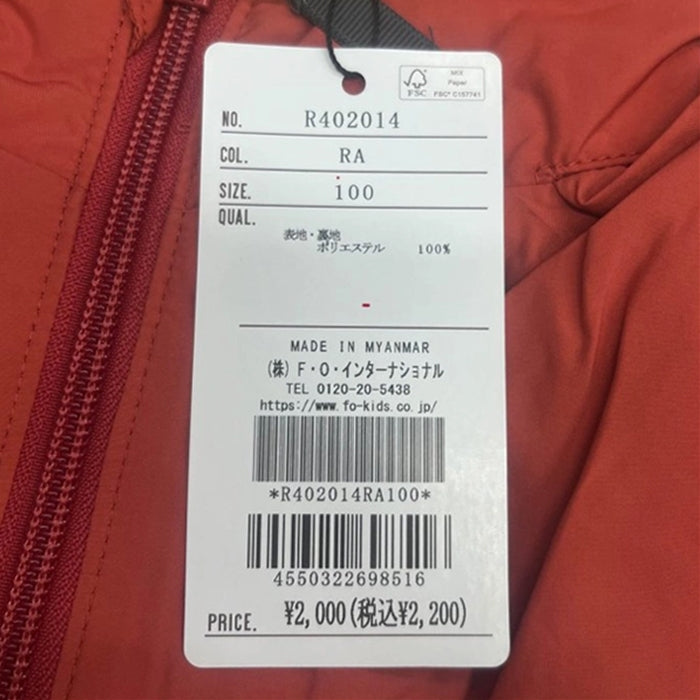 MIX
Paper
FSC
FSC® C157741
NO. R402014
COL. RA
SIZE. 100
QUAL.
表地・裏地
ポリエステル 100%
-
MADE IN MYANMAR
(株) F・O・インターナショナル
TEL 0120-20-5438
https://www.fo-kids.co.jp/
*R402014RA100*
4550322698516
PRICE. ¥2,000(税込¥2,200)